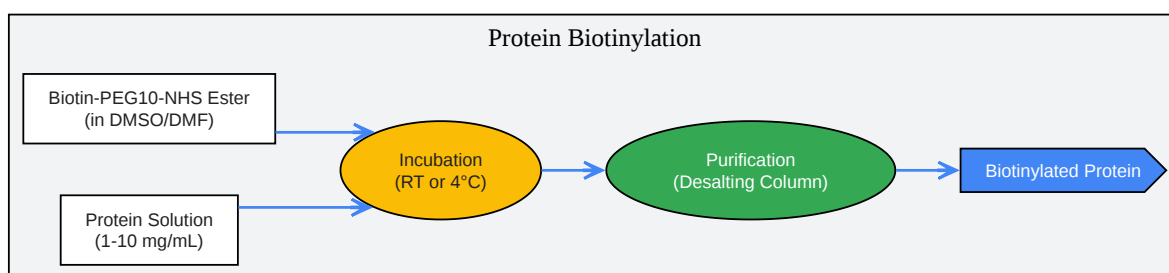 Protein Biotinylation
Biotin-PEG10-NHS Ester
(in DMSO/DMF)
Incubation
(RT or 4°C)
Purification
(Desalting Column)
Biotinylated Protein
Protein Solution
(1-10 mg/mL)